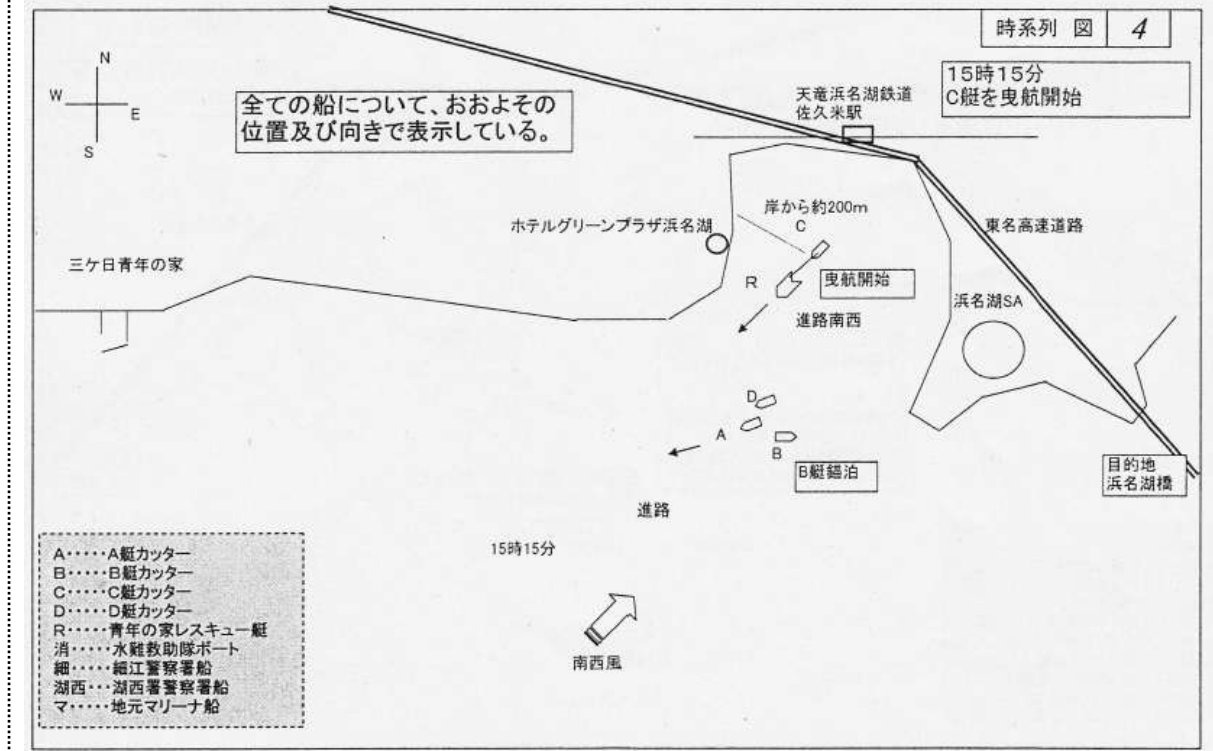 時系列 図 4
N
W
E
S
全ての船について、おおよその
位置及び向きで表示している。
15時15分
C艇を曳航開始
天竜浜名湖鉄道
佐久米駅
岸から約200m
C
ホテルグリーンプラザ浜名湖
東名高速道路
三ケ日青年の家
R
曳航開始
浜名湖SA
進路南西
D
A
B
B艇錨泊
目的地
浜名湖橋
進路
15時15分
南西風
A・・・・・A艇カッター
B・・・・・B艇カッター
C・・・・・C艇カッター
D・・・・・D艇カッター
R・・・・・青年の家レスキュー艇
消・・・・・水難救助隊ボート
細・・・・・細江警察署船
湖西・・・湖西署警察署船
マ・・・・・地元マリーナ船